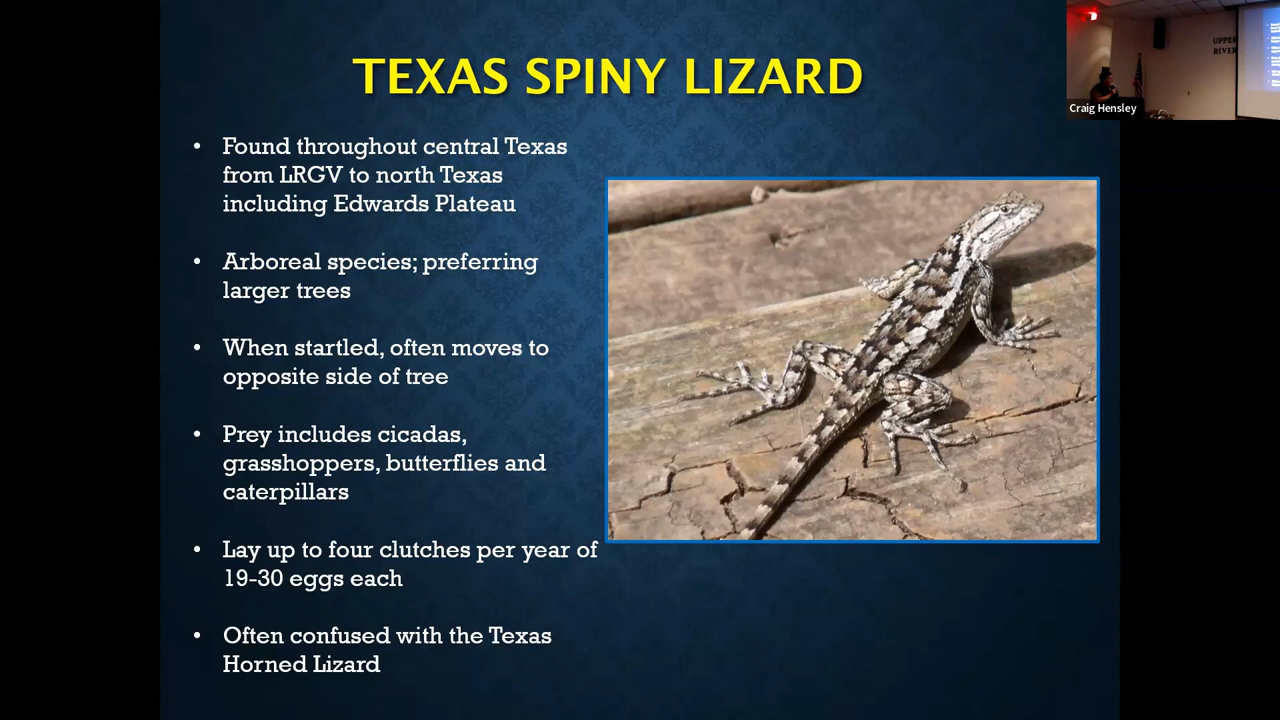 TEXAS SPINY LIZARD
• Found throughout central Texas
from LRGV to north Texas
including Edwards Plateau
• Arboreal species; preferring
larger trees
• When startled, often moves to
opposite side of tree
• Prey includes cicadas,
grasshoppers, butterflies and
caterpillars
• Lay up to four clutches per year of
19-30 eggs each
• Often confused with the Texas
Horned Lizard
UPPER
RIVER
Craig Hensley